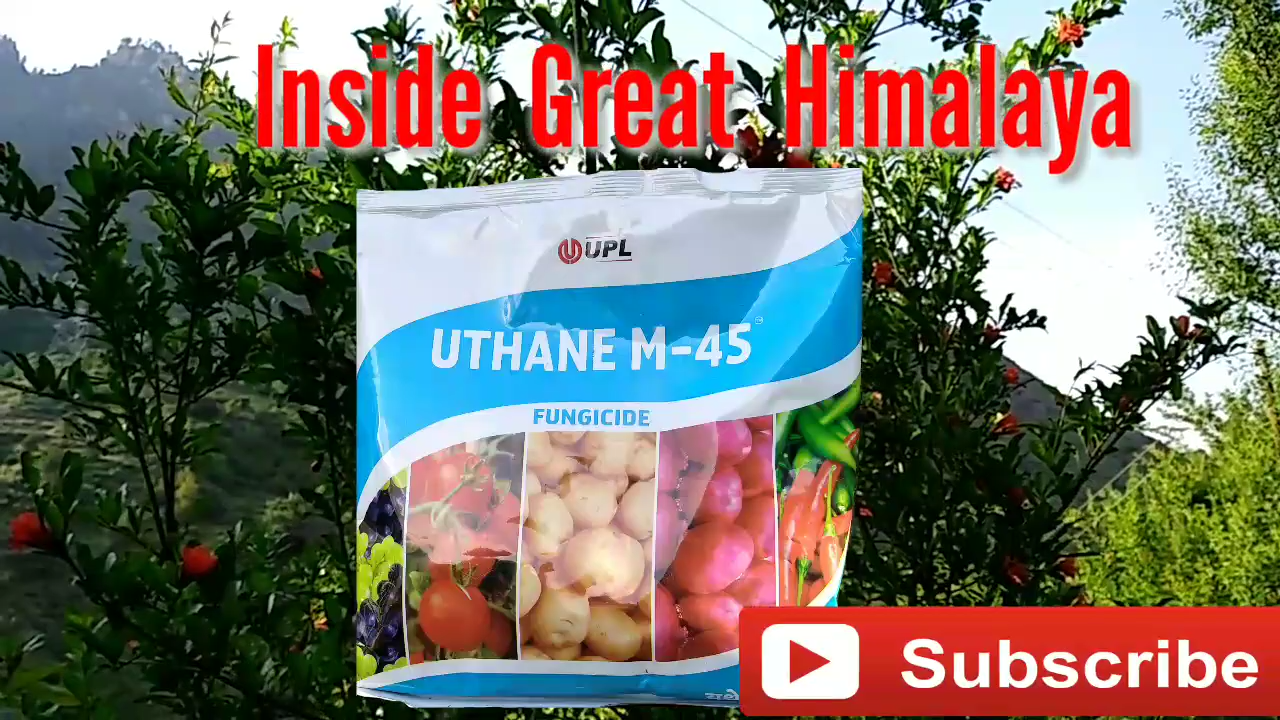 Inside Great Himalaya
UPL
UTHANE M-45
FUNGICIDE
Subscribe